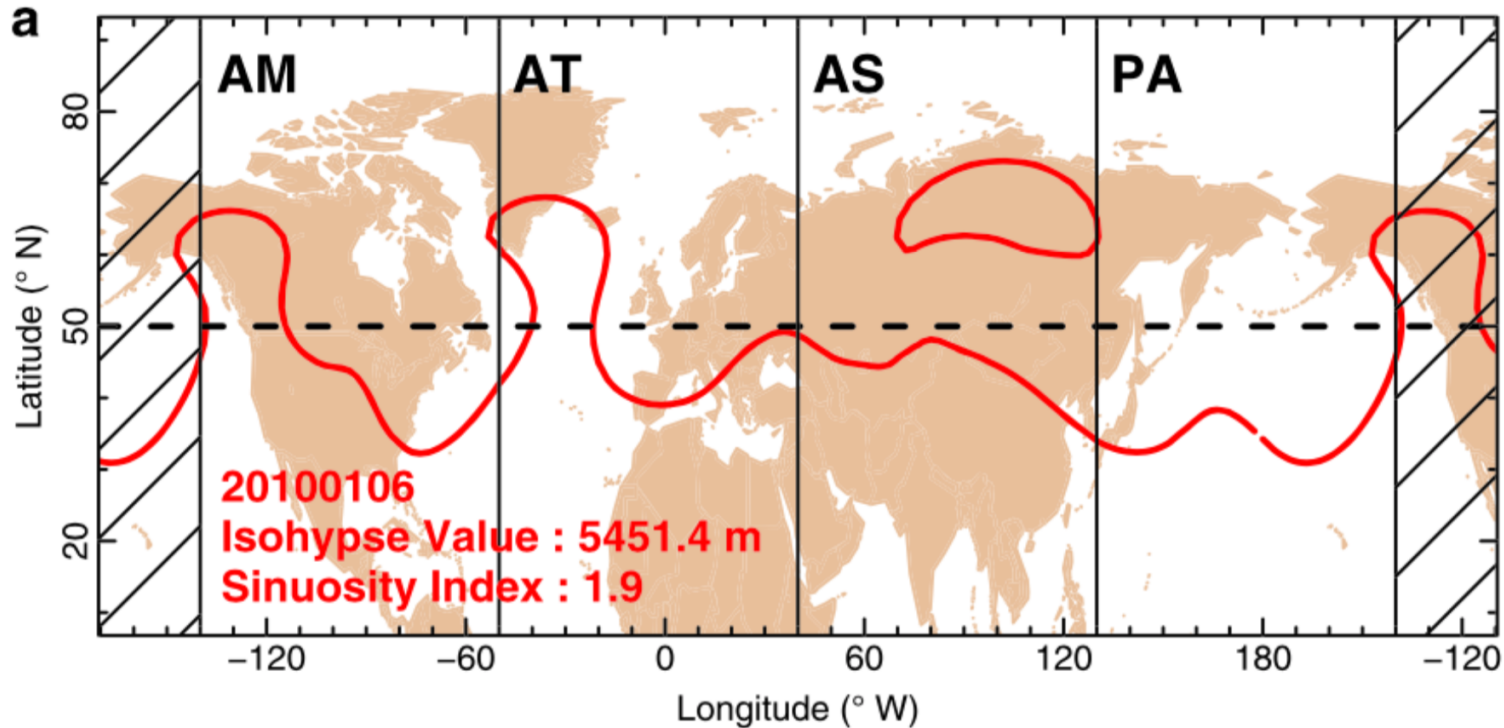 a
AM AT AS PA
80
50
20
Latitude (° N)
20100106
Isohypse Value : 5451.4 m
Sinuosity Index : 1.9
−120 −60 0 60 120 180 −120
Longitude (° W)